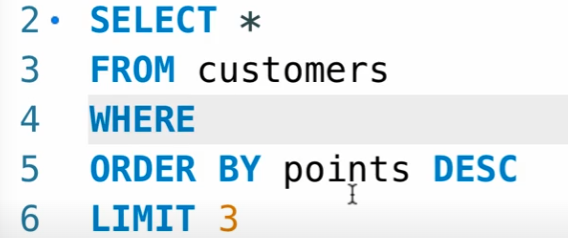 2 SELECT *
3 FROM customers
4 WHERE
5 ORDER BY points DESC
6 LIMIT 3